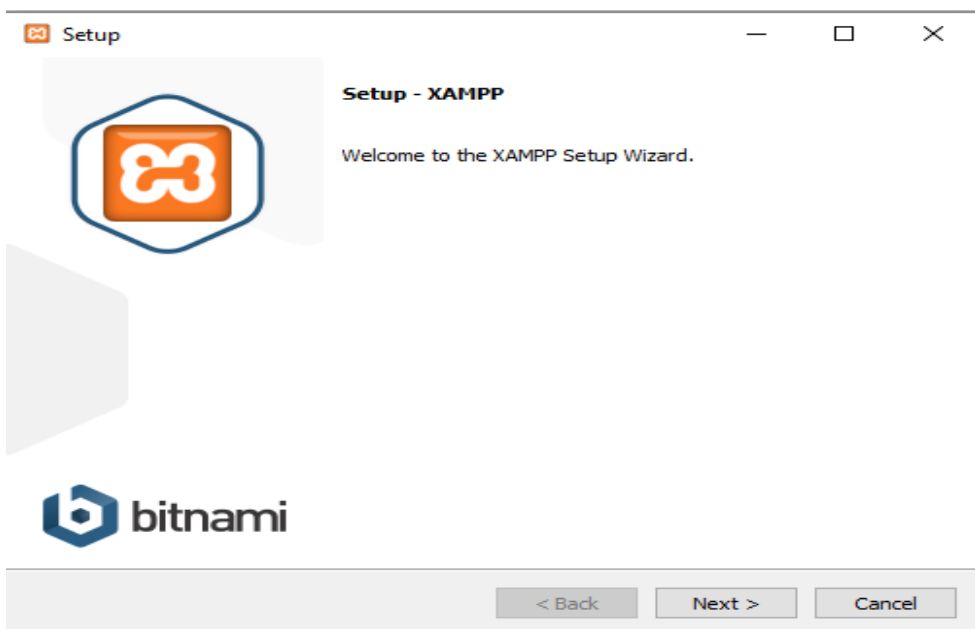 Setup
Setup - XAMPP
Welcome to the XAMPP Setup Wizard.
bitnami
< Back
Next >
Cancel